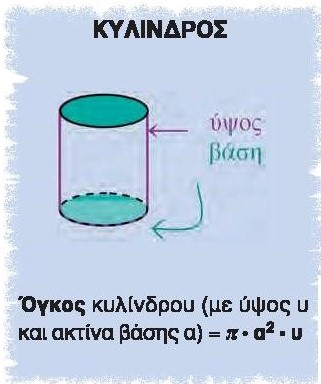 ΚΥΛΙΝΔΡΟΣ
ύψος
βάση
Όγκος κυλίνδρου (με ύψος υ
και ακτίνα βάσης α) = π · α² · υ